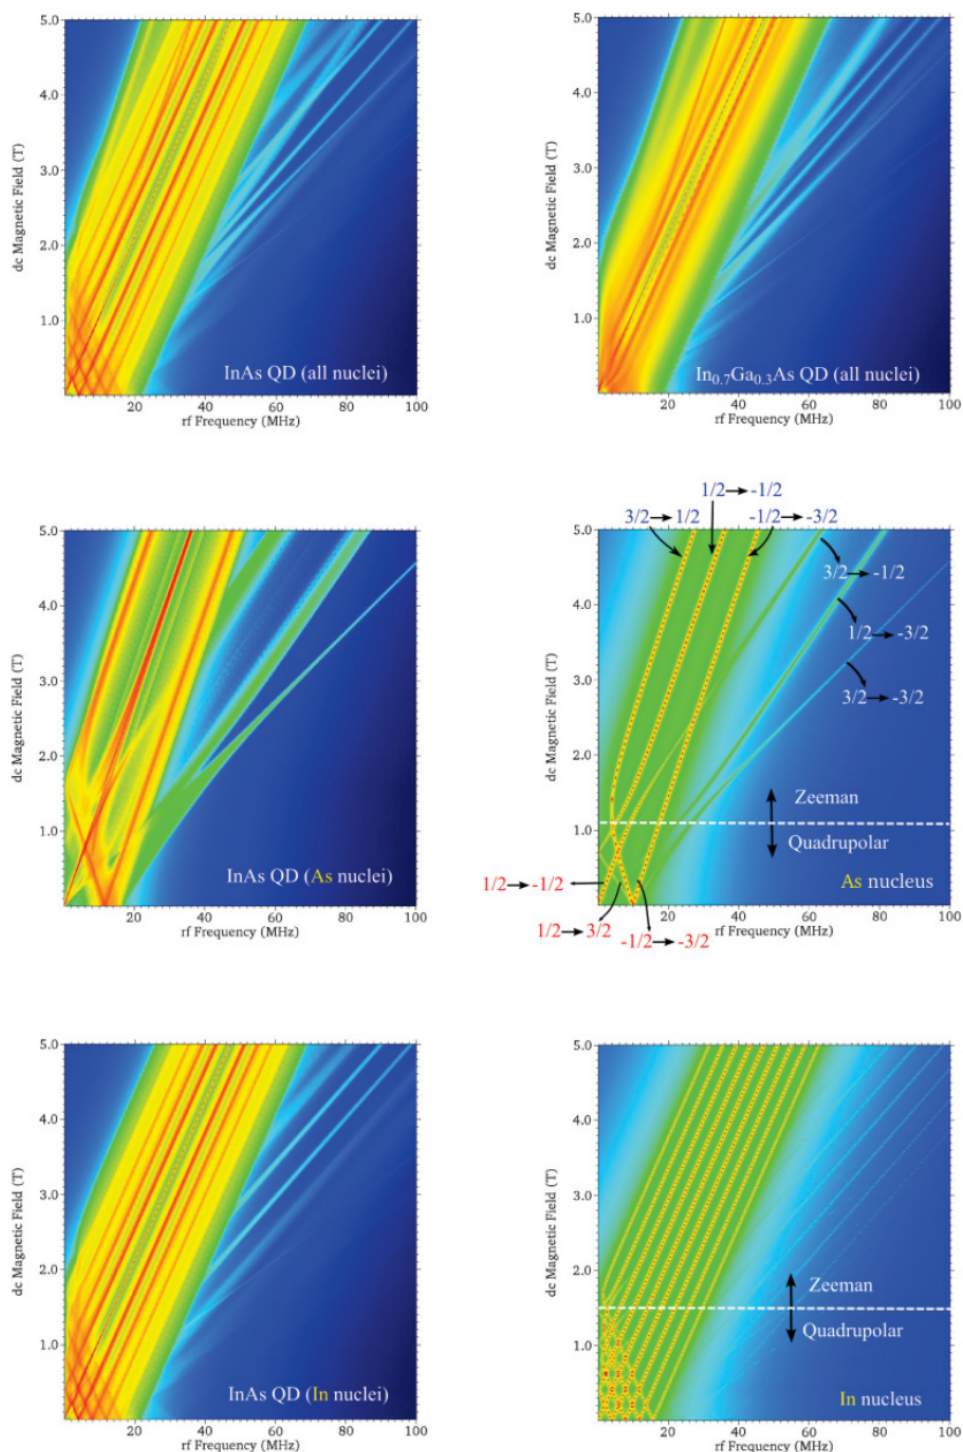 5.0
4.0
3.0
2.0
1.0
dc Magnetic Field (T)
InAs QD (all nuclei)
20 40 60 80 100
rf Frequency (MHz)
5.0
4.0
3.0
2.0
1.0
dc Magnetic Field (T)
In0.7Ga0.3As QD (all nuclei)
20 40 60 80 100
rf Frequency (MHz)
5.0
4.0
3.0
2.0
1.0
dc Magnetic Field (T)
InAs QD (As nuclei)
20 40 60 80 100
rf Frequency (MHz)
1/2→-1/2
3/2→1/2 -1/2→-3/2
5.0
4.0
3.0
2.0
1.0
dc Magnetic Field (T)
3/2→-1/2
1/2→-3/2
3/2→-3/2
Zeeman
Quadrupolar
As nucleus
1/2→-1/2
20 40 60 80 100
rf Frequency (MHz)
1/2→3/2
-1/2→-3/2
5.0
4.0
3.0
2.0
1.0
dc Magnetic Field (T)
InAs QD (In nuclei)
20 40 60 80 100
rf Frequency (MHz)
5.0
4.0
3.0
2.0
1.0
dc Magnetic Field (T)
Zeeman
Quadrupolar
In nucleus
20 40 60 80 100
rf Frequency (MHz)